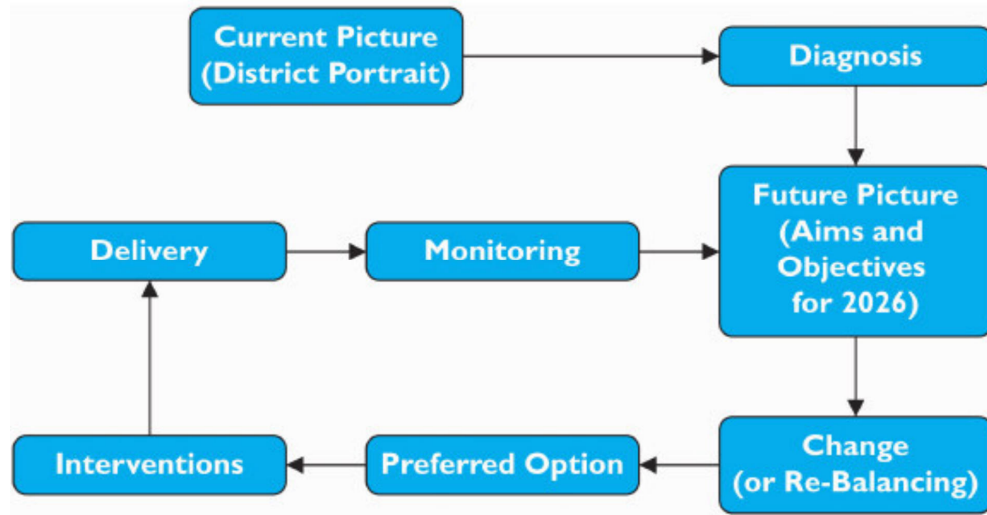 Current Picture
(District Portrait)
Diagnosis
Future Picture
(Aims and
Objectives
for 2026)
Delivery
Monitoring
Interventions
Preferred Option
Change
(or Re-Balancing)